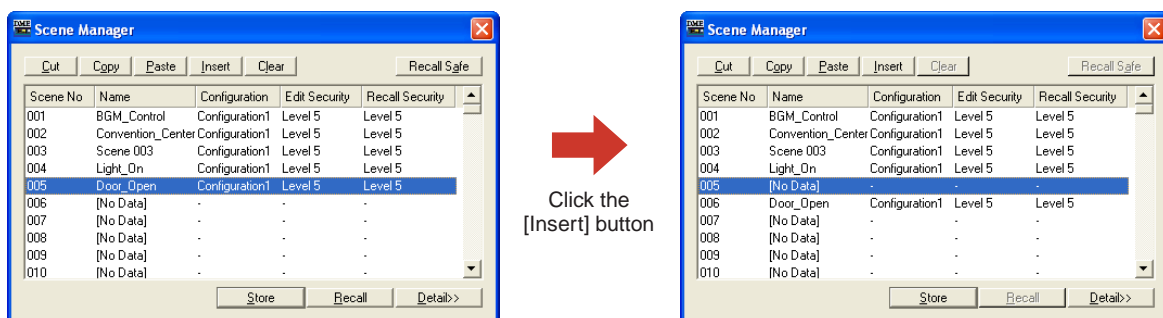 DME Scene Manager
Cut Copy Paste Insert Clear Recall Safe
Scene No Name Configuration Edit Security Recall Security
001 BGM_Control Configuration1 Level 5 Level 5
002 Convention_Center Configuration1 Level 5 Level 5
003 Scene 003 Configuration1 Level 5 Level 5
004 Light_On Configuration1 Level 5 Level 5
005 Door_Open Configuration1 Level 5 Level 5
006 [No Data] - - -
007 [No Data] - - -
008 [No Data] - - -
009 [No Data] - - -
010 [No Data] - - -
Store Recall Detail>>
Click the
[Insert] button
DME Scene Manager
Cut Copy Paste Insert Clear Recall Safe
Scene No Name Configuration Edit Security Recall Security
001 BGM_Control Configuration1 Level 5 Level 5
002 Convention_Center Configuration1 Level 5 Level 5
003 Scene 003 Configuration1 Level 5 Level 5
004 Light_On Configuration1 Level 5 Level 5
005 [No Data] - - -
006 Door_Open Configuration1 Level 5 Level 5
007 [No Data] - - -
008 [No Data] - - -
009 [No Data] - - -
010 [No Data] - - -
Store Recall Detail>>